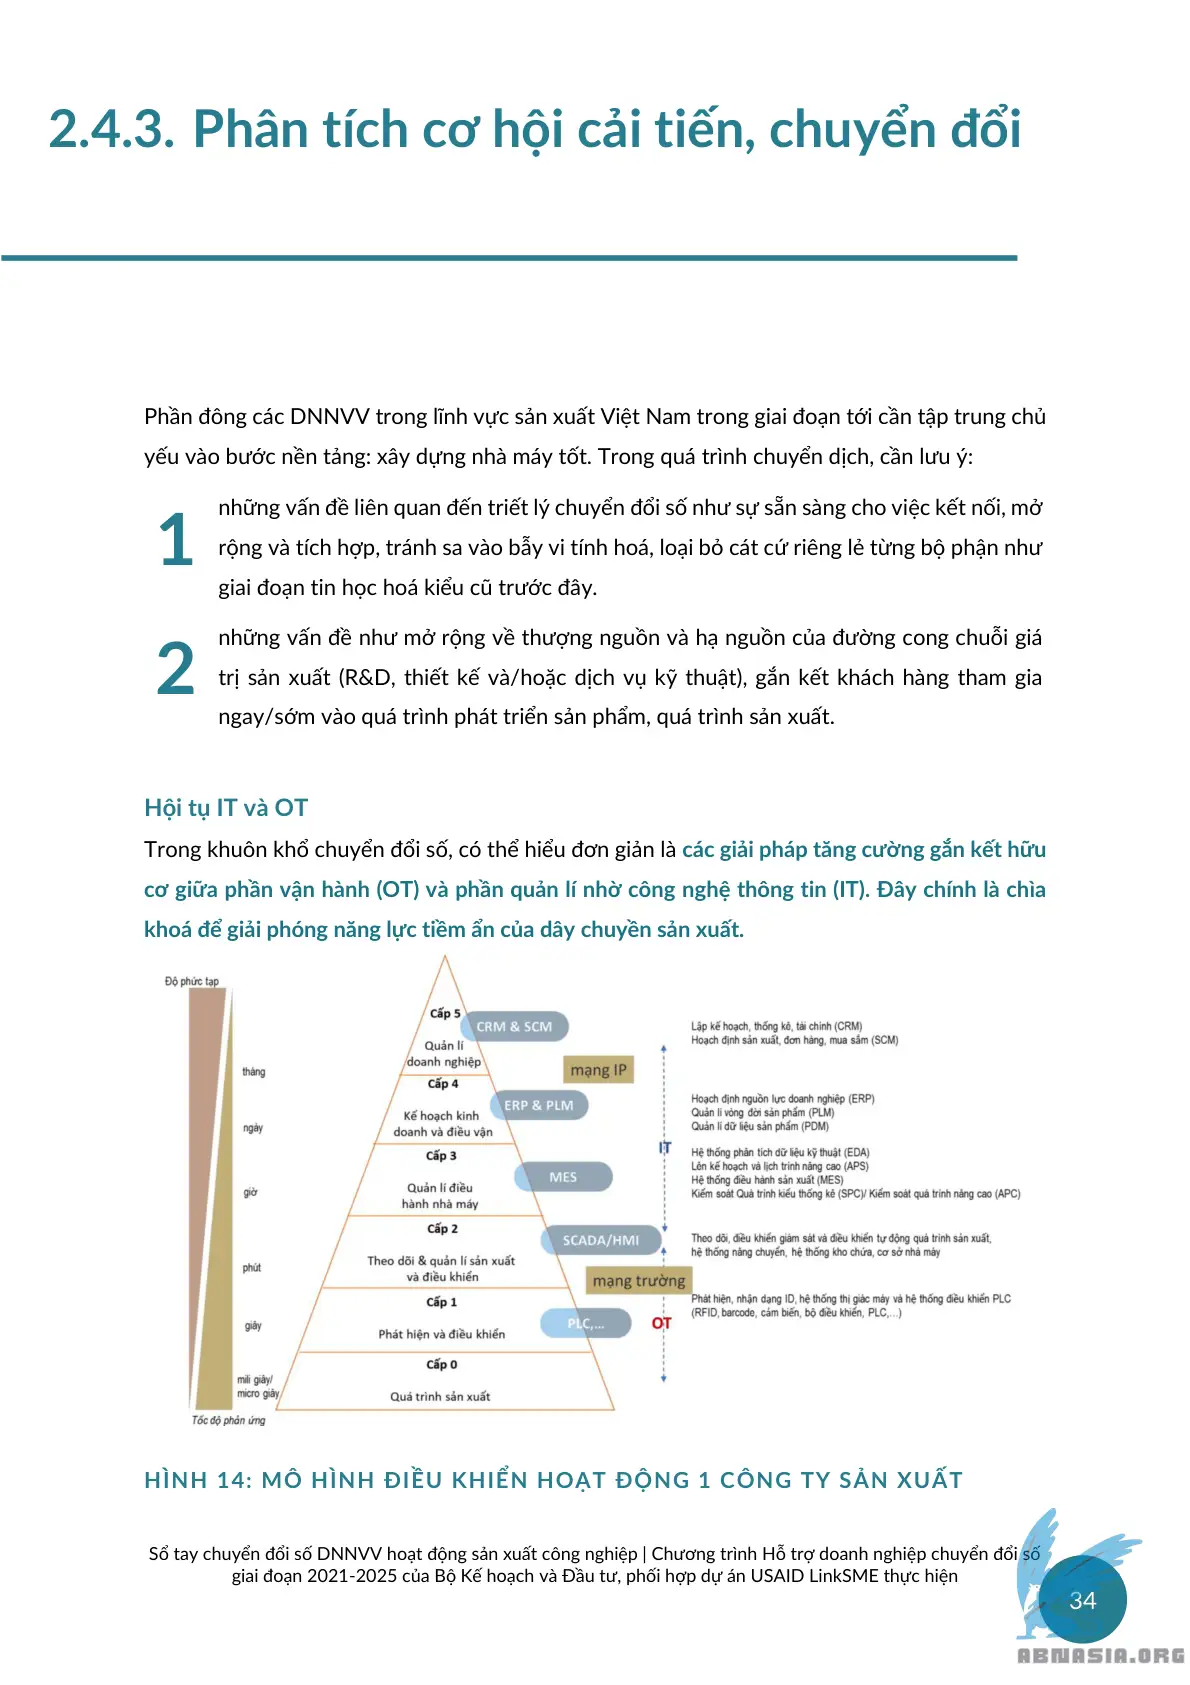 2.4.3. Phân tích cơ hội cải tiến, chuyển đổi
Phần đông các DNNVV trong lĩnh vực sản xuất Việt Nam trong giai đoạn tới cần tập trung chủ
yếu vào bước nền tảng: xây dựng nhà máy tốt. Trong quá trình chuyển dịch, cần lưu ý:
1
những vấn đề liên quan đến triết lý chuyển đổi số như sự sẵn sàng cho việc kết nối, mở
rộng và tích hợp, tránh sa vào bẫy vi tính hoá, loại bỏ cát cứ riêng lẻ từng bộ phận như
giai đoạn tin học hoá kiểu cũ trước đây.
2
những vấn đề như mở rộng về thượng nguồn và hạ nguồn của đường cong chuỗi giá
trị sản xuất (R&D, thiết kế và/hoặc dịch vụ kỹ thuật), gắn kết khách hàng tham gia
ngay/sớm vào quá trình phát triển sản phẩm, quá trình sản xuất.
Hội tụ IT và OT
Trong khuôn khổ chuyển đổi số, có thể hiểu đơn giản là các giải pháp tăng cường gắn kết hữu
cơ giữa phần vận hành (OT) và phần quản lí nhờ công nghệ thông tin (IT). Đây chính là chìa
khoá để giải phóng năng lực tiềm ẩn của dây chuyền sản xuất.
Độ phức tạp
tháng
ngày
giờ
phút
giây
mili giây/
micro giây
Tốc độ phản ứng
Cấp 5
Quản lí
doanh nghiệp
Cấp 4
Kế hoạch kinh
doanh và điều vận
Cấp 3
Quản lí điều
hành nhà máy
Cấp 2
Theo dõi & quản lí sản xuất
và điều khiển
Cấp 1
Phát hiện và điều khiển
Cấp 0
Quá trình sản xuất
CRM & SCM
mạng IP
ERP & PLM
MES
SCADA/HMI
mạng trường
PLC,...
IT
OT
Lập kế hoạch, thống kê, tài chính (CRM)
Hoạch định sản xuất, đơn hàng, mua sắm (SCM)
Hoạch định nguồn lực doanh nghiệp (ERP)
Quản lí vòng đời sản phẩm (PLM)
Quản lí dữ liệu sản phẩm (PDM)
Hệ thống phân tích dữ liệu kỹ thuật (EDA)
Lên kế hoạch và lịch trình nâng cao (APS)
Hệ thống điều hành sản xuất (MES)
Kiểm soát Quá trình kiểu thống kê (SPC)/ Kiểm soát quá trình nâng cao (APC)
Theo dõi, điều khiển giám sát và điều khiển tự động quá trình sản xuất,
hệ thống nâng chuyển, hệ thống kho chứa, cơ sở nhà máy
Phát hiện, nhận dạng ID, hệ thống thị giác máy và hệ thống điều khiển PLC
(RFID, barcode, cảm biến, bộ điều khiển, PLC,...)
HÌNH 14: MÔ HÌNH ĐIỀU KHIỂN HOẠT ĐỘNG 1 CÔNG TY SẢN XUẤT
Sổ tay chuyển đổi số DNNVV hoạt động sản xuất công nghiệp | Chương trình Hỗ trợ doanh nghiệp chuyển đổi số
giai đoạn 2021-2025 của Bộ Kế hoạch và Đầu tư, phối hợp dự án USAID LinkSME thực hiện
34
ABNASIA.ORG